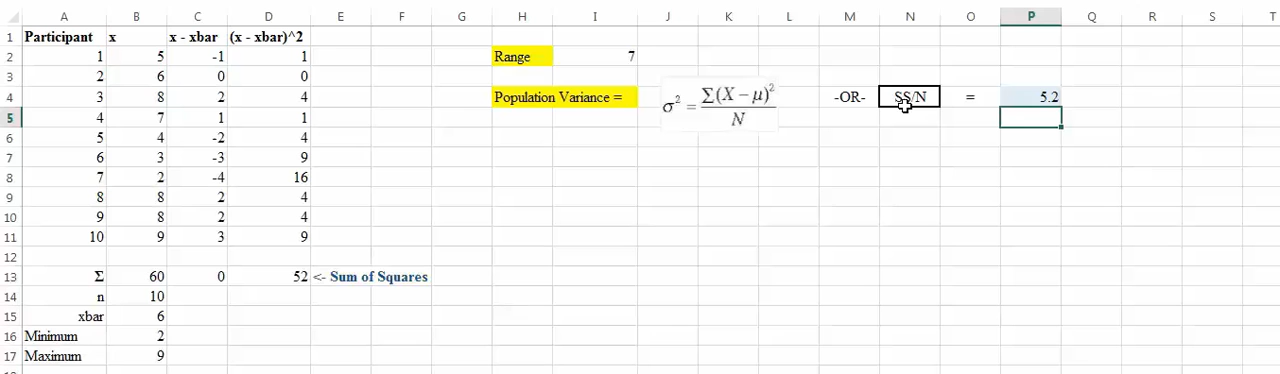 A B C D E F G H I J K L M N O P Q R S T
1 Participant x x - xbar (x - xbar)^2
2 1 5 -1 1 Range 7
3 2 6 0 0
4 3 8 2 4 Population Variance = σ² = Σ(X − μ)² / N -OR- SS/N = 5.2
5 4 7 1 1
6 5 4 -2 4
7 6 3 -3 9
8 7 2 -4 16
9 8 8 2 4
10 9 8 2 4
11 10 9 3 9
12
13 Σ 60 0 52 <- Sum of Squares
14 n 10
15 xbar 6
16 Minimum 2
17 Maximum 9